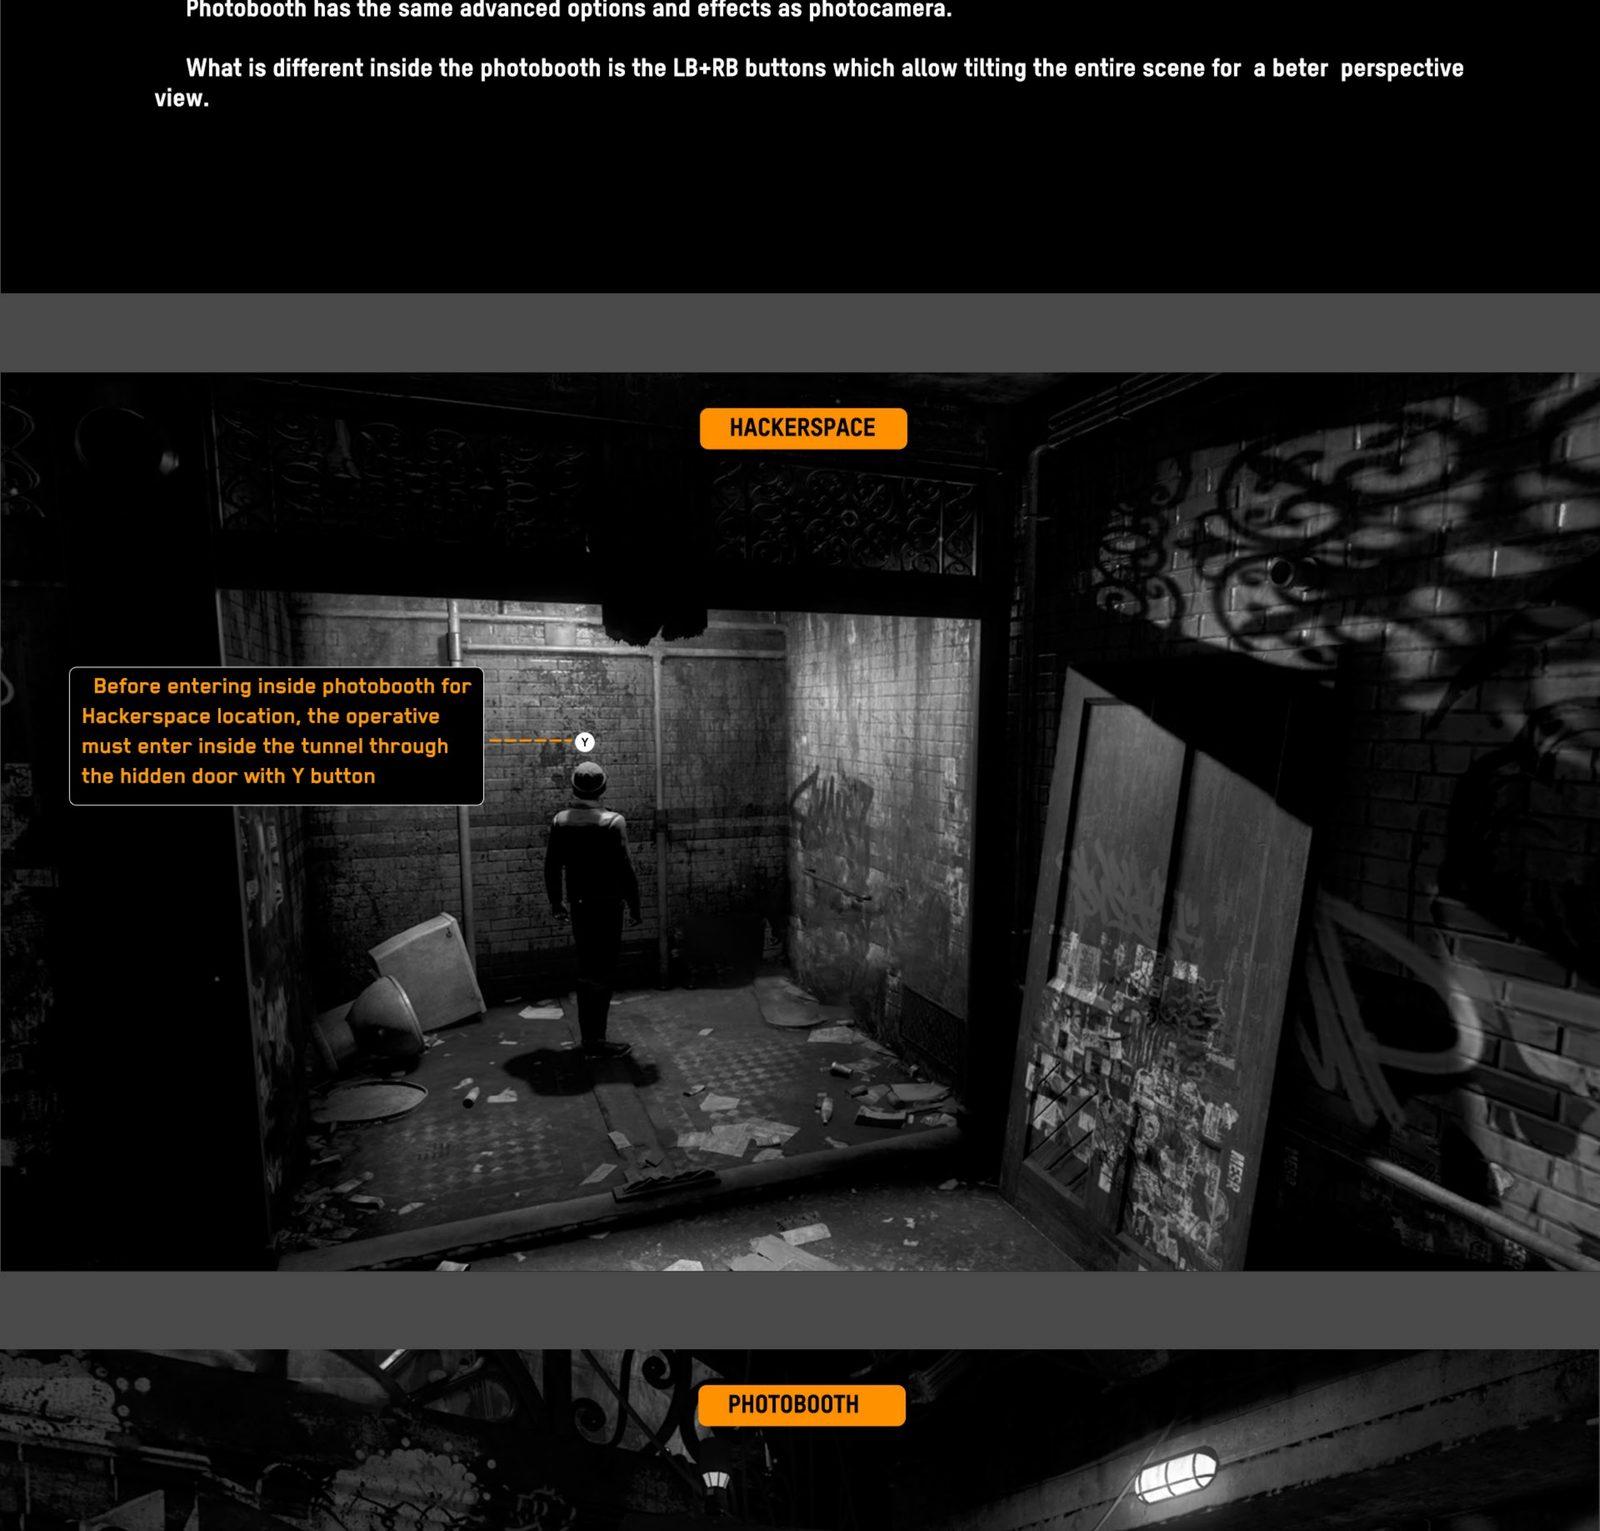 Photobooth has the same advanced options and effects as photocamera.
What is different inside the photobooth is the LB+RB buttons which allow tilting the entire scene for a beter perspective
view.
HACKERSPACE
Before entering inside photobooth for
Hackerspace location, the operative
must enter inside the tunnel through
the hidden door with Y button
Y
PHOTOBOOTH